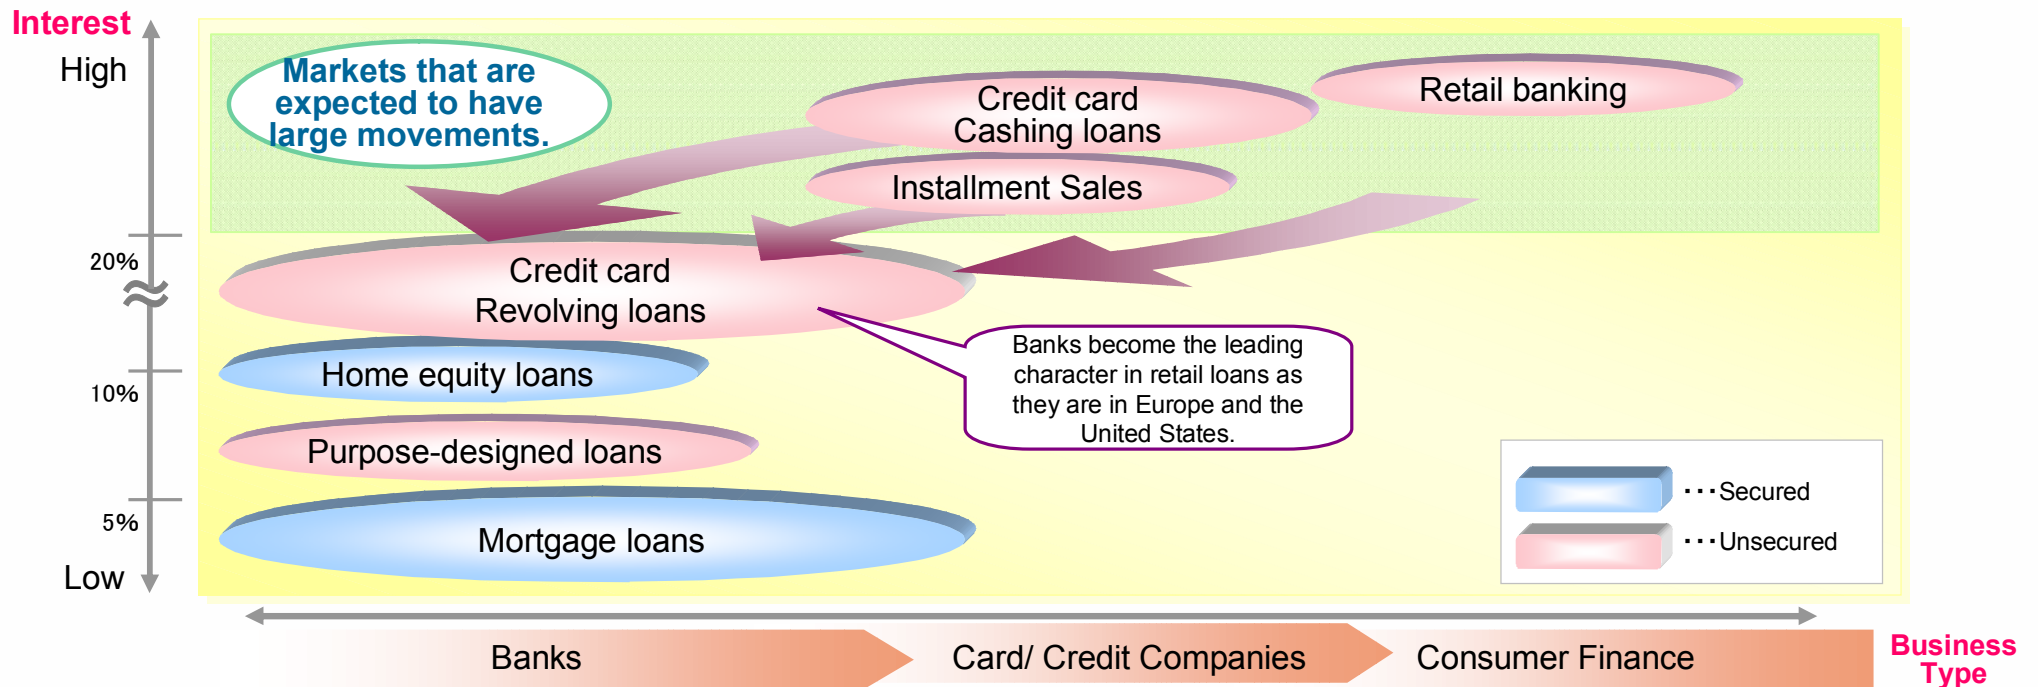 Interest
High
Markets that are
expected to have
large movements.
Credit card
Cashing loans
Retail banking
Installment Sales
20%
Credit card
Revolving loans
Banks become the leading
character in retail loans as
they are in Europe and the
United States.
Home equity loans
10%
Purpose-designed loans
5%
Mortgage loans
Low
···Secured
···Unsecured
Banks
Card/ Credit Companies
Consumer Finance
Business
Type